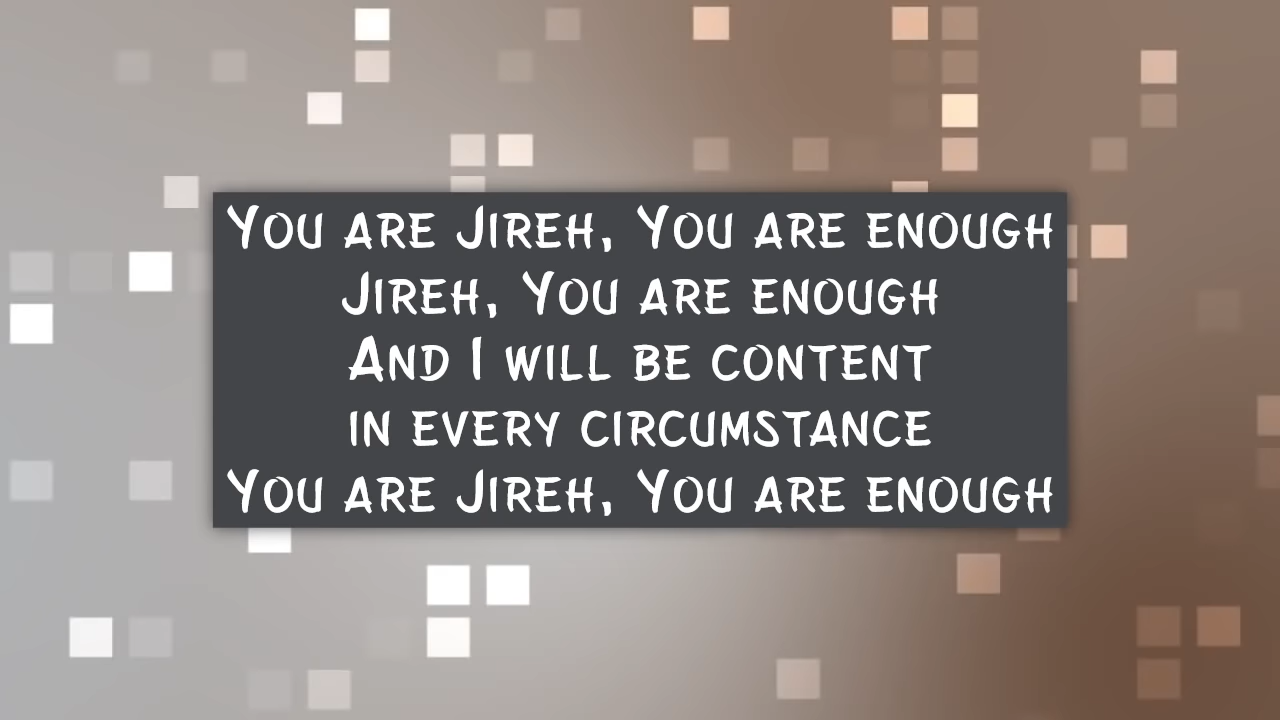 You are Jireh, You are enough
Jireh, You are enough
And I will be content
in every circumstance
You are Jireh, You are enough